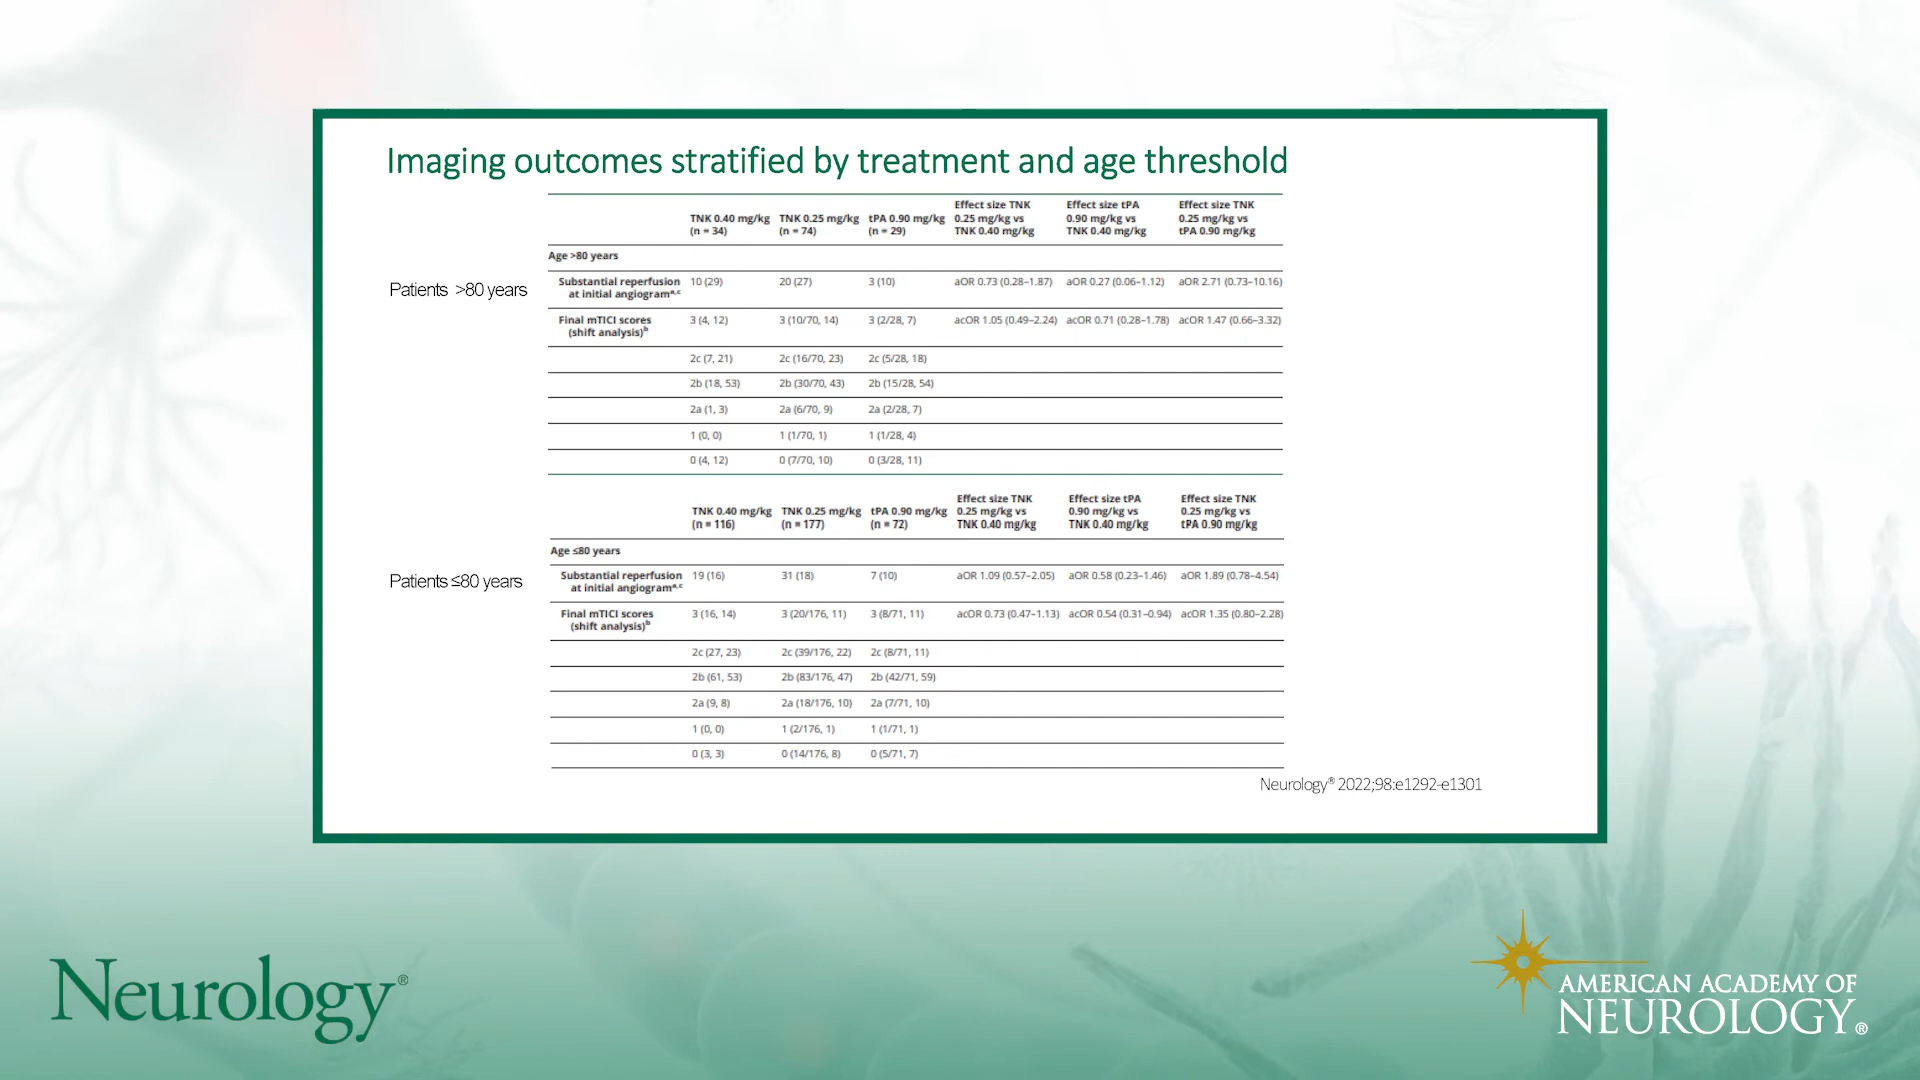 Imaging outcomes stratified by treatment and age threshold
TNK 0.40 mg/kg (n = 34) TNK 0.25 mg/kg (n = 74) tPA 0.90 mg/kg (n = 29) Effect size TNK 0.25 mg/kg vs TNK 0.40 mg/kg Effect size tPA 0.90 mg/kg vs TNK 0.40 mg/kg Effect size TNK 0.25 mg/kg vs tPA 0.90 mg/kg
Age >80 years
Patients >80 years
Substantial reperfusion at initial angiogramᵃ,ᶜ 10 (29) 20 (27) 3 (10) aOR 0.73 (0.28–1.87) aOR 0.27 (0.06–1.12) aOR 2.71 (0.73–10.16)
Final mTICI scores (shift analysis)ᵇ 3 (4, 12) 3 (10/70, 14) 3 (2/28, 7) acOR 1.05 (0.49–2.24) acOR 0.71 (0.28–1.78) acOR 1.47 (0.66–3.32)
2c (7, 21) 2c (16/70, 23) 2c (5/28, 18)
2b (18, 53) 2b (30/70, 43) 2b (15/28, 54)
2a (1, 3) 2a (6/70, 9) 2a (2/28, 7)
1 (0, 0) 1 (1/70, 1) 1 (1/28, 4)
0 (4, 12) 0 (7/70, 10) 0 (3/28, 11)
TNK 0.40 mg/kg (n = 116) TNK 0.25 mg/kg (n = 177) tPA 0.90 mg/kg (n = 72) Effect size TNK 0.25 mg/kg vs TNK 0.40 mg/kg Effect size tPA 0.90 mg/kg vs TNK 0.40 mg/kg Effect size TNK 0.25 mg/kg vs tPA 0.90 mg/kg
Age ≤80 years
Patients ≤80 years
Substantial reperfusion at initial angiogramᵃ,ᶜ 19 (16) 31 (18) 7 (10) aOR 1.09 (0.57–2.05) aOR 0.58 (0.23–1.46) aOR 1.89 (0.78–4.54)
Final mTICI scores (shift analysis)ᵇ 3 (16, 14) 3 (20/176, 11) 3 (8/71, 11) acOR 0.73 (0.47–1.13) acOR 0.54 (0.31–0.94) acOR 1.35 (0.80–2.28)
2c (27, 23) 2c (39/176, 22) 2c (8/71, 11)
2b (61, 53) 2b (83/176, 47) 2b (42/71, 59)
2a (9, 8) 2a (18/176, 10) 2a (7/71, 10)
1 (0, 0) 1 (2/176, 1) 1 (1/71, 1)
0 (3, 3) 0 (14/176, 8) 0 (5/71, 7)
Neurology® 2022;98:e1292-e1301
Neurology®
AMERICAN ACADEMY OF
NEUROLOGY®